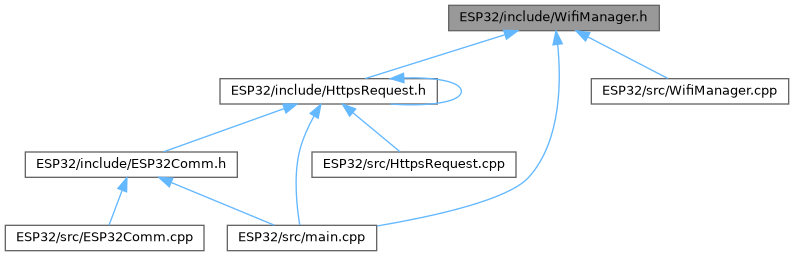 ESP32/include/WifiManager.h
ESP32/include/HttpsRequest.h
ESP32/src/WifiManager.cpp
ESP32/include/ESP32Comm.h
ESP32/src/HttpsRequest.cpp
ESP32/src/ESP32Comm.cpp
ESP32/src/main.cpp